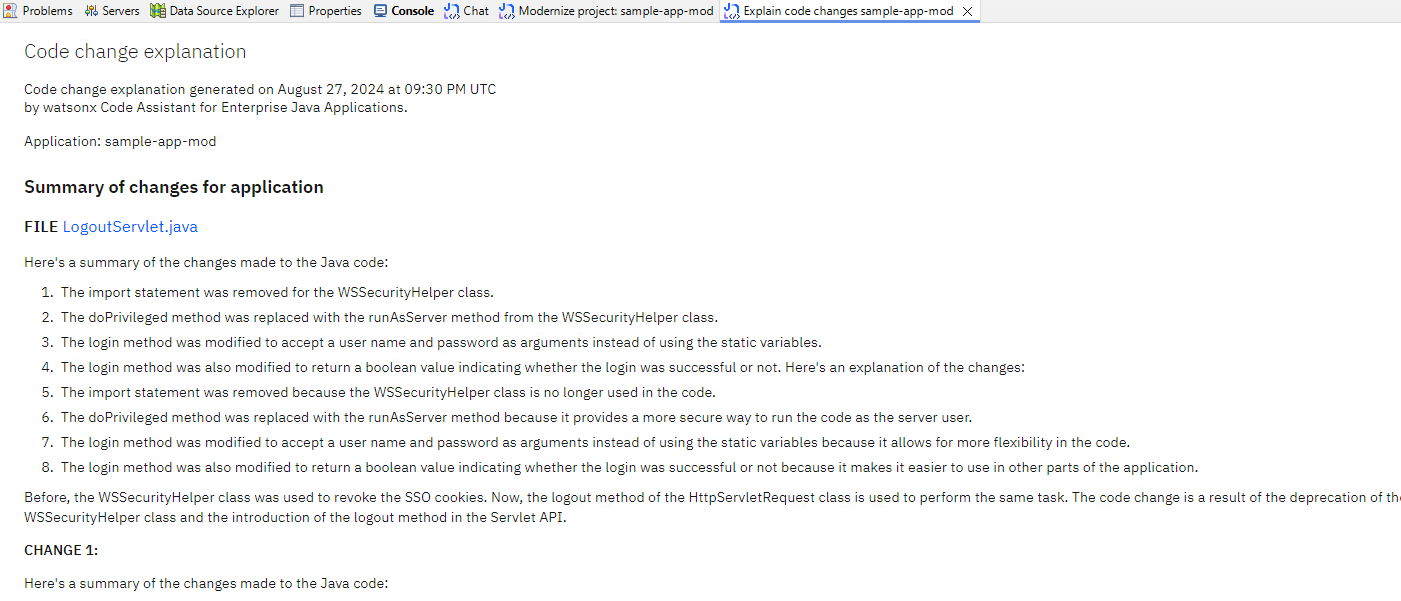 Problems Servers Data Source Explorer Properties Console Chat Modernize project: sample-app-mod Explain code changes sample-app-mod
Code change explanation
Code change explanation generated on August 27, 2024 at 09:30 PM UTC
by watsonx Code Assistant for Enterprise Java Applications.
Application: sample-app-mod
Summary of changes for application
FILE LogoutServlet.java
Here's a summary of the changes made to the Java code:
1. The import statement was removed for the WSSecurityHelper class.
2. The doPrivileged method was replaced with the runAsServer method from the WSSecurityHelper class.
3. The login method was modified to accept a user name and password as arguments instead of using the static variables.
4. The login method was also modified to return a boolean value indicating whether the login was successful or not. Here's an explanation of the changes:
5. The import statement was removed because the WSSecurityHelper class is no longer used in the code.
6. The doPrivileged method was replaced with the runAsServer method because it provides a more secure way to run the code as the server user.
7. The login method was modified to accept a user name and password as arguments instead of using the static variables because it allows for more flexibility in the code.
8. The login method was also modified to return a boolean value indicating whether the login was successful or not because it makes it easier to use in other parts of the application.
Before, the WSSecurityHelper class was used to revoke the SSO cookies. Now, the logout method of the HttpServletRequest class is used to perform the same task. The code change is a result of the deprecation of the
WSSecurityHelper class and the introduction of the logout method in the Servlet API.
CHANGE 1:
Here's a summary of the changes made to the Java code: